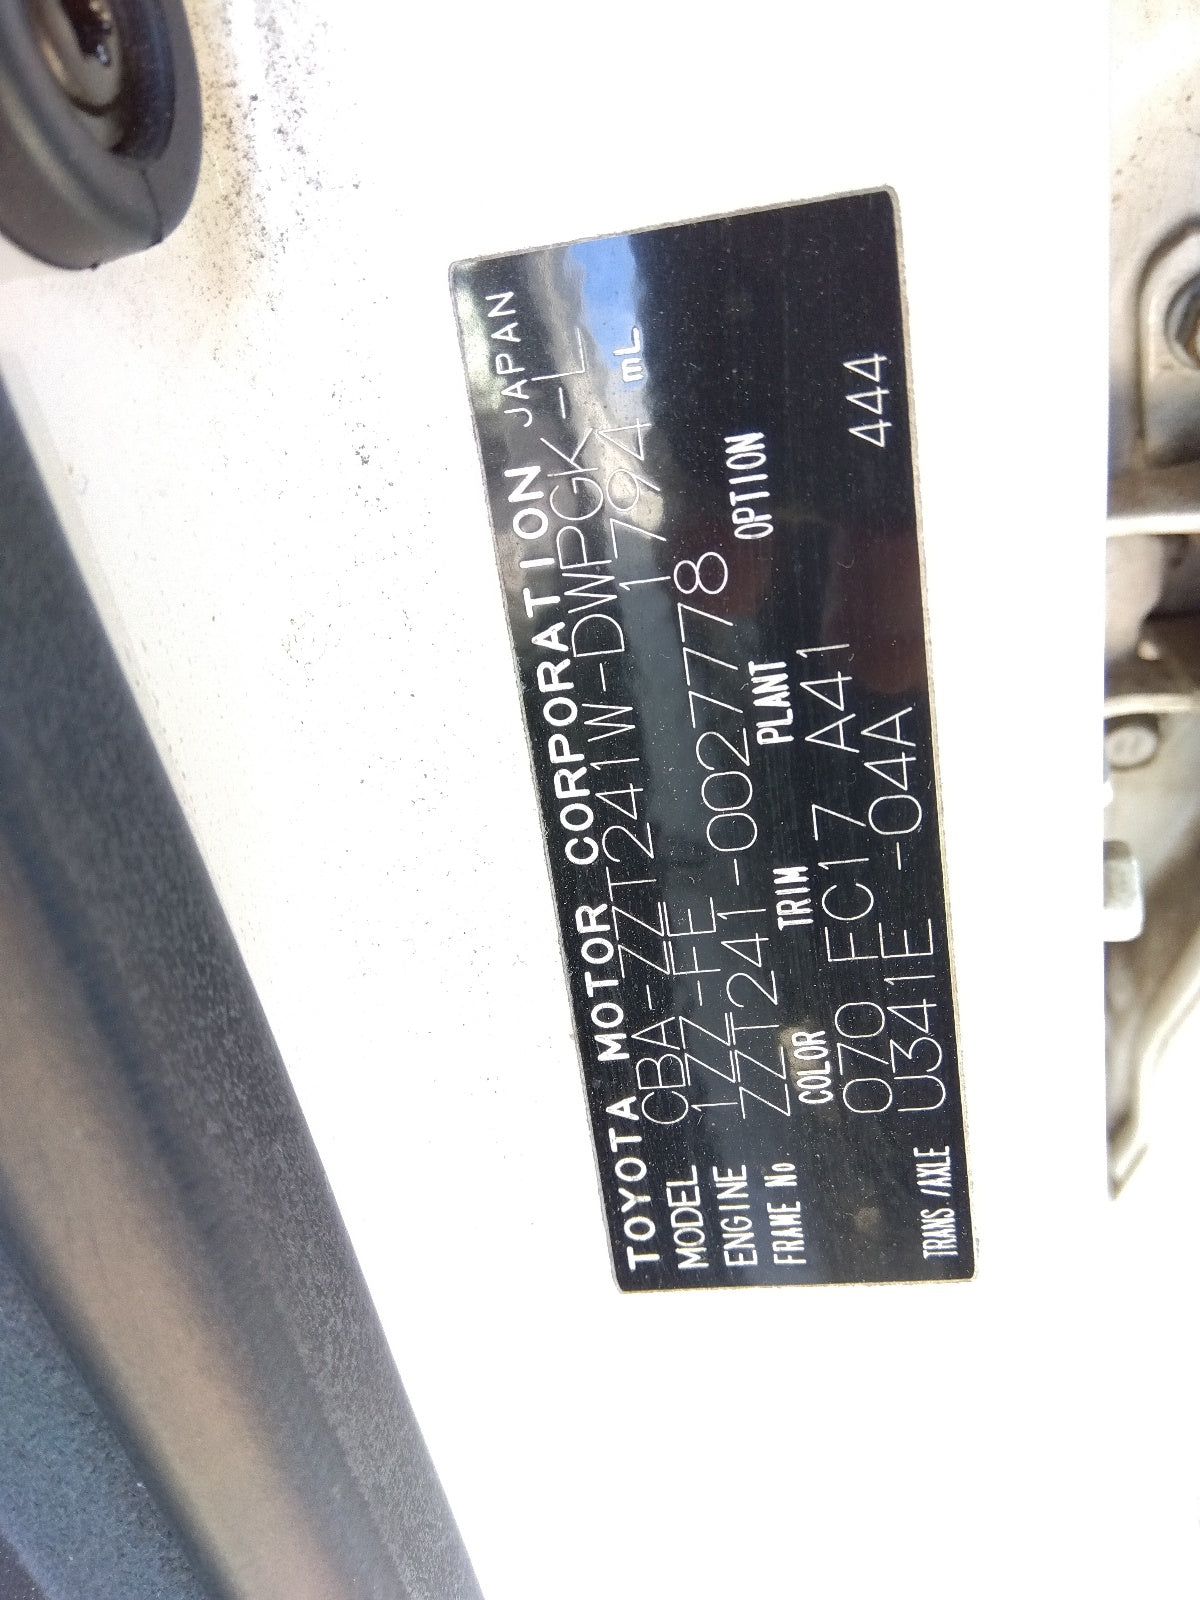 TOYOTA MOTOR CORPORATION JAPAN
MODEL CBA-ZZT241W-DWPGK-L
ENGINE 1ZZ-FE 1794 mL
FRAME No ZZT241-0027778
COLOR TRIM PLANT OPTION
070 FC17 A41
TRANS./AXLE U341E -04A 444